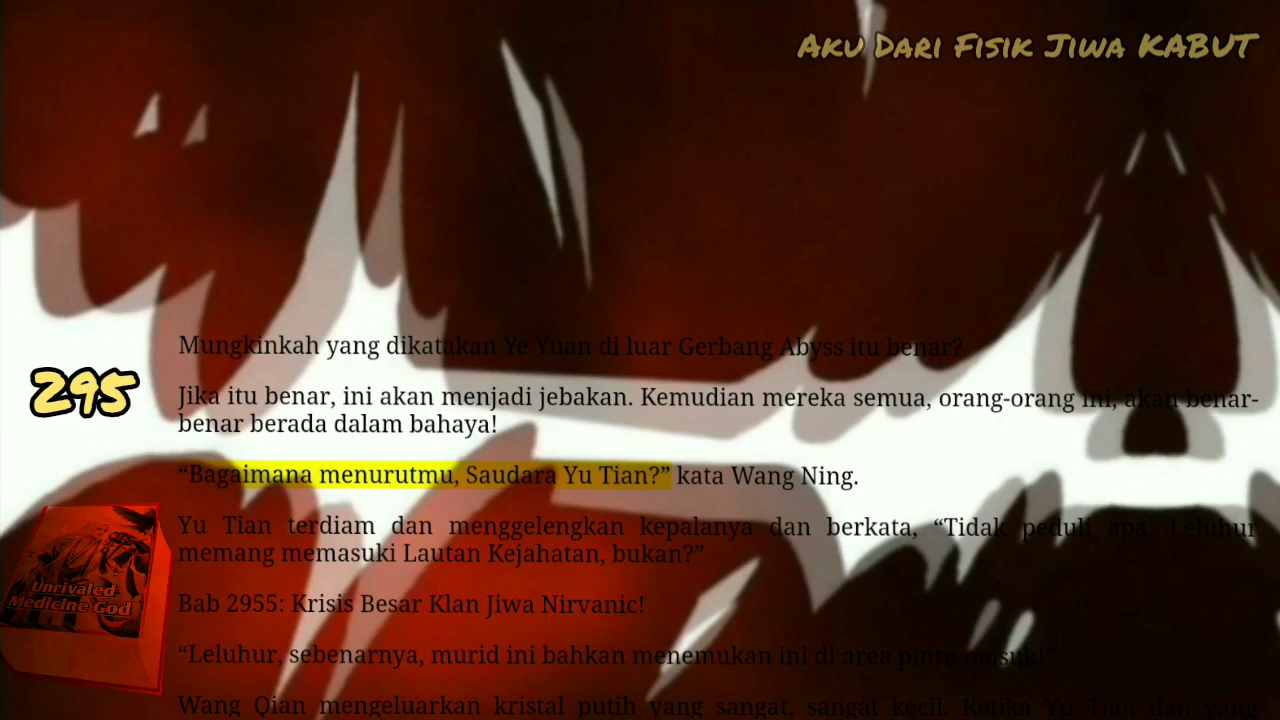 Aku Dari Fisik Jiwa KABUT
Mungkinkah yang dikatakan Ye Yuan di luar Gerbang Abyss itu benar?
295
Jika itu benar, ini akan menjadi jebakan. Kemudian mereka semua, orang-orang ini, akan benar-
benar berada dalam bahaya!
“Bagaimana menurutmu, Saudara Yu Tian?” kata Wang Ning.
Yu Tian terdiam dan menggelengkan kepalanya dan berkata, “Tidak peduli apa, Leluhur
memang memasuki Lautan Kejahatan, bukan?”
Unrivaled
Medicine God
Bab 2955: Krisis Besar Klan Jiwa Nirvanic!
“Leluhur, sebenarnya, murid ini bahkan menemukan ini di area pintu masuk!”
Wang Qian mengeluarkan kristal putih yang sangat, sangat kecil. Ketika Yu Tian dan yang